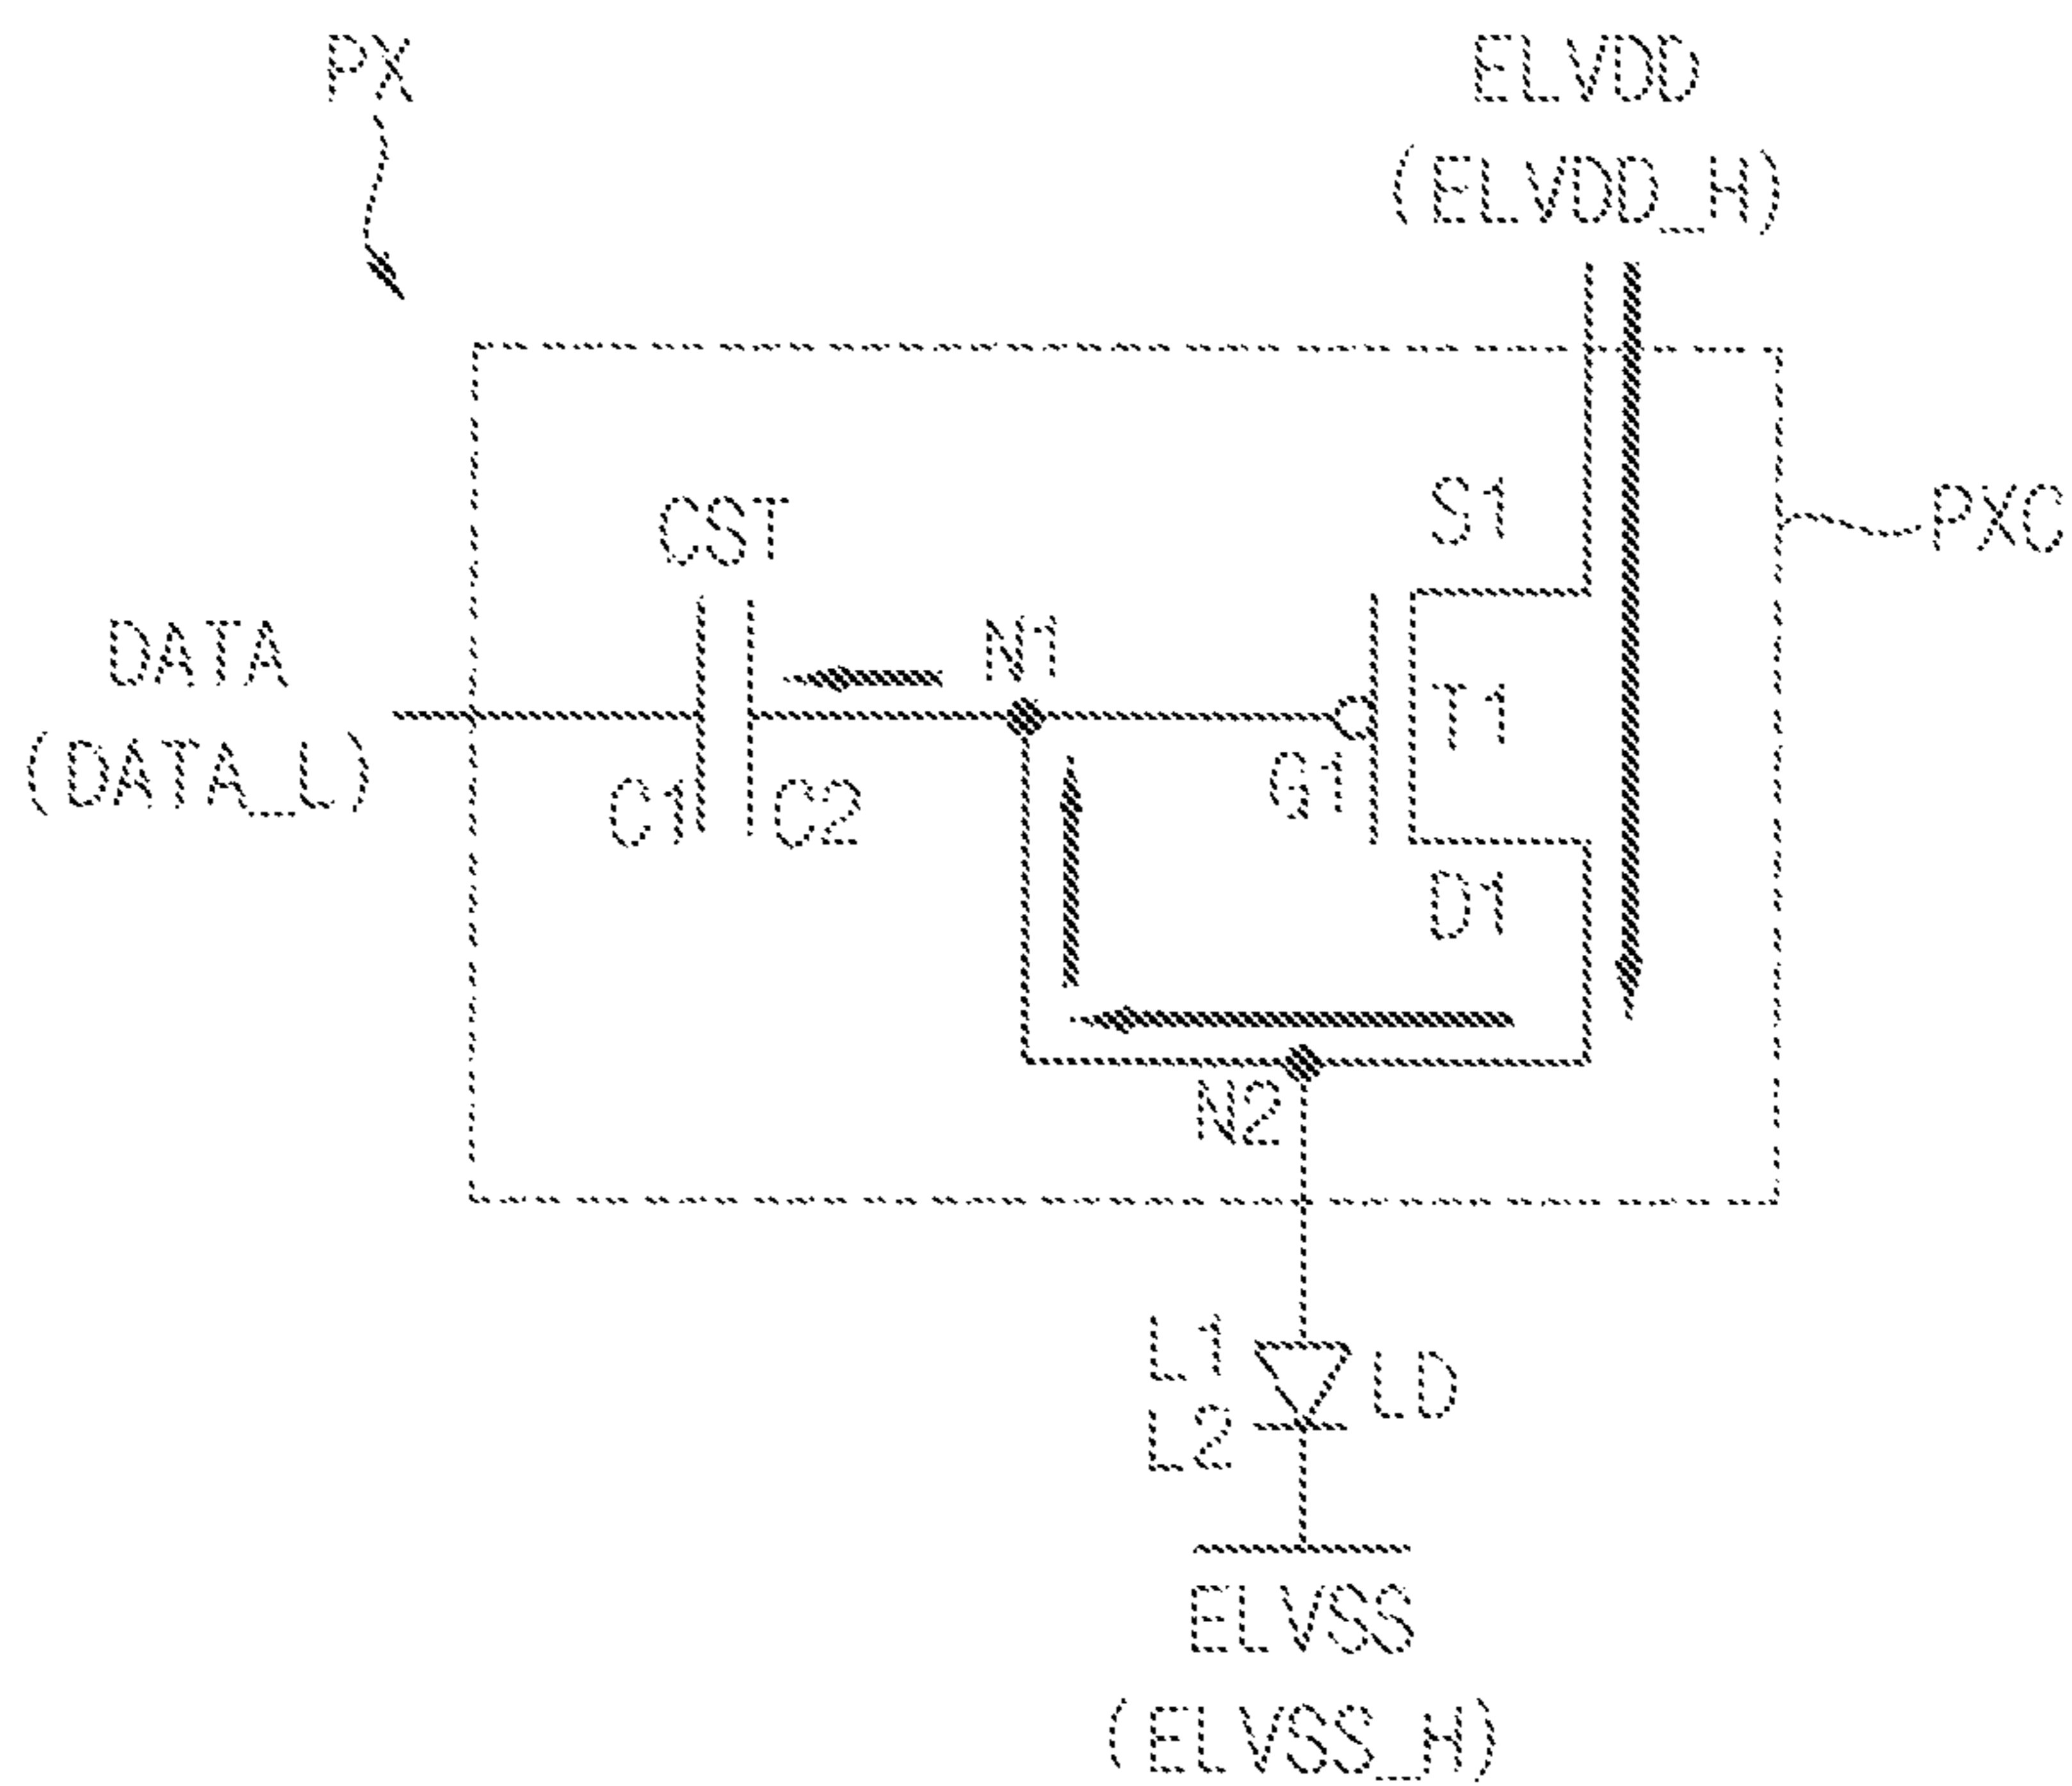 PX
ELVDD
(ELVDD_H)
S1
PXC
CST
DATA
N1
T1
(DATA_L)
C1
C2
G1
D1
N2
L1
LD
L2
ELVSS
(ELVSS_H)